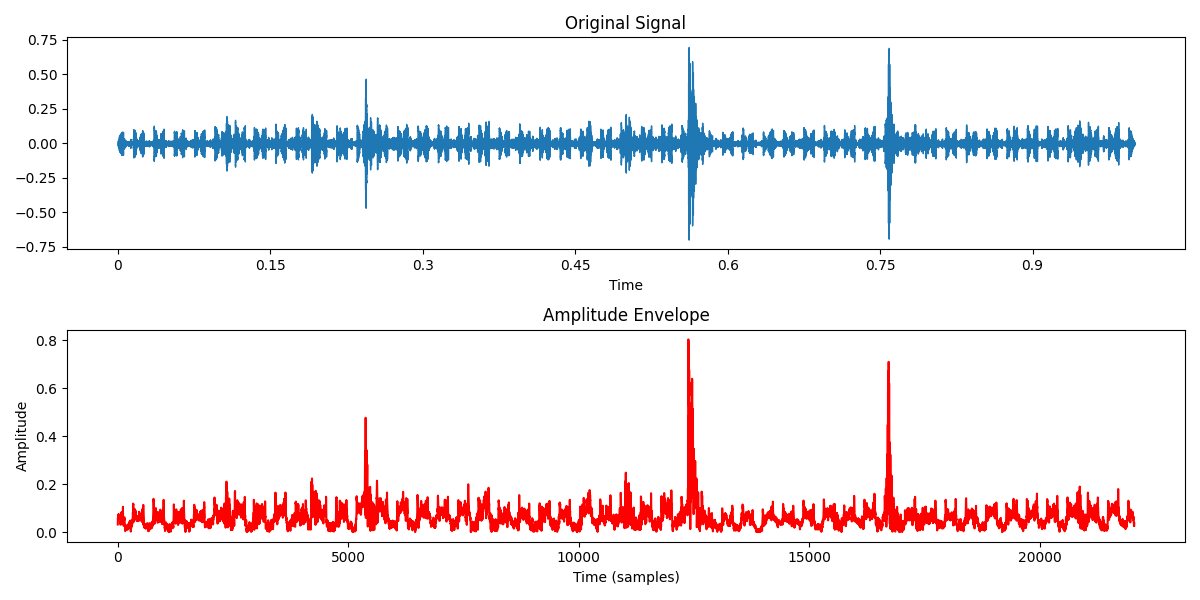 Original Signal
0.75
0.50
0.25
0.00
−0.25
−0.50
−0.75
0 0.15 0.3 0.45 0.6 0.75 0.9
Time
Amplitude Envelope
Amplitude
0.8
0.6
0.4
0.2
0.0
0 5000 10000 15000 20000
Time (samples)